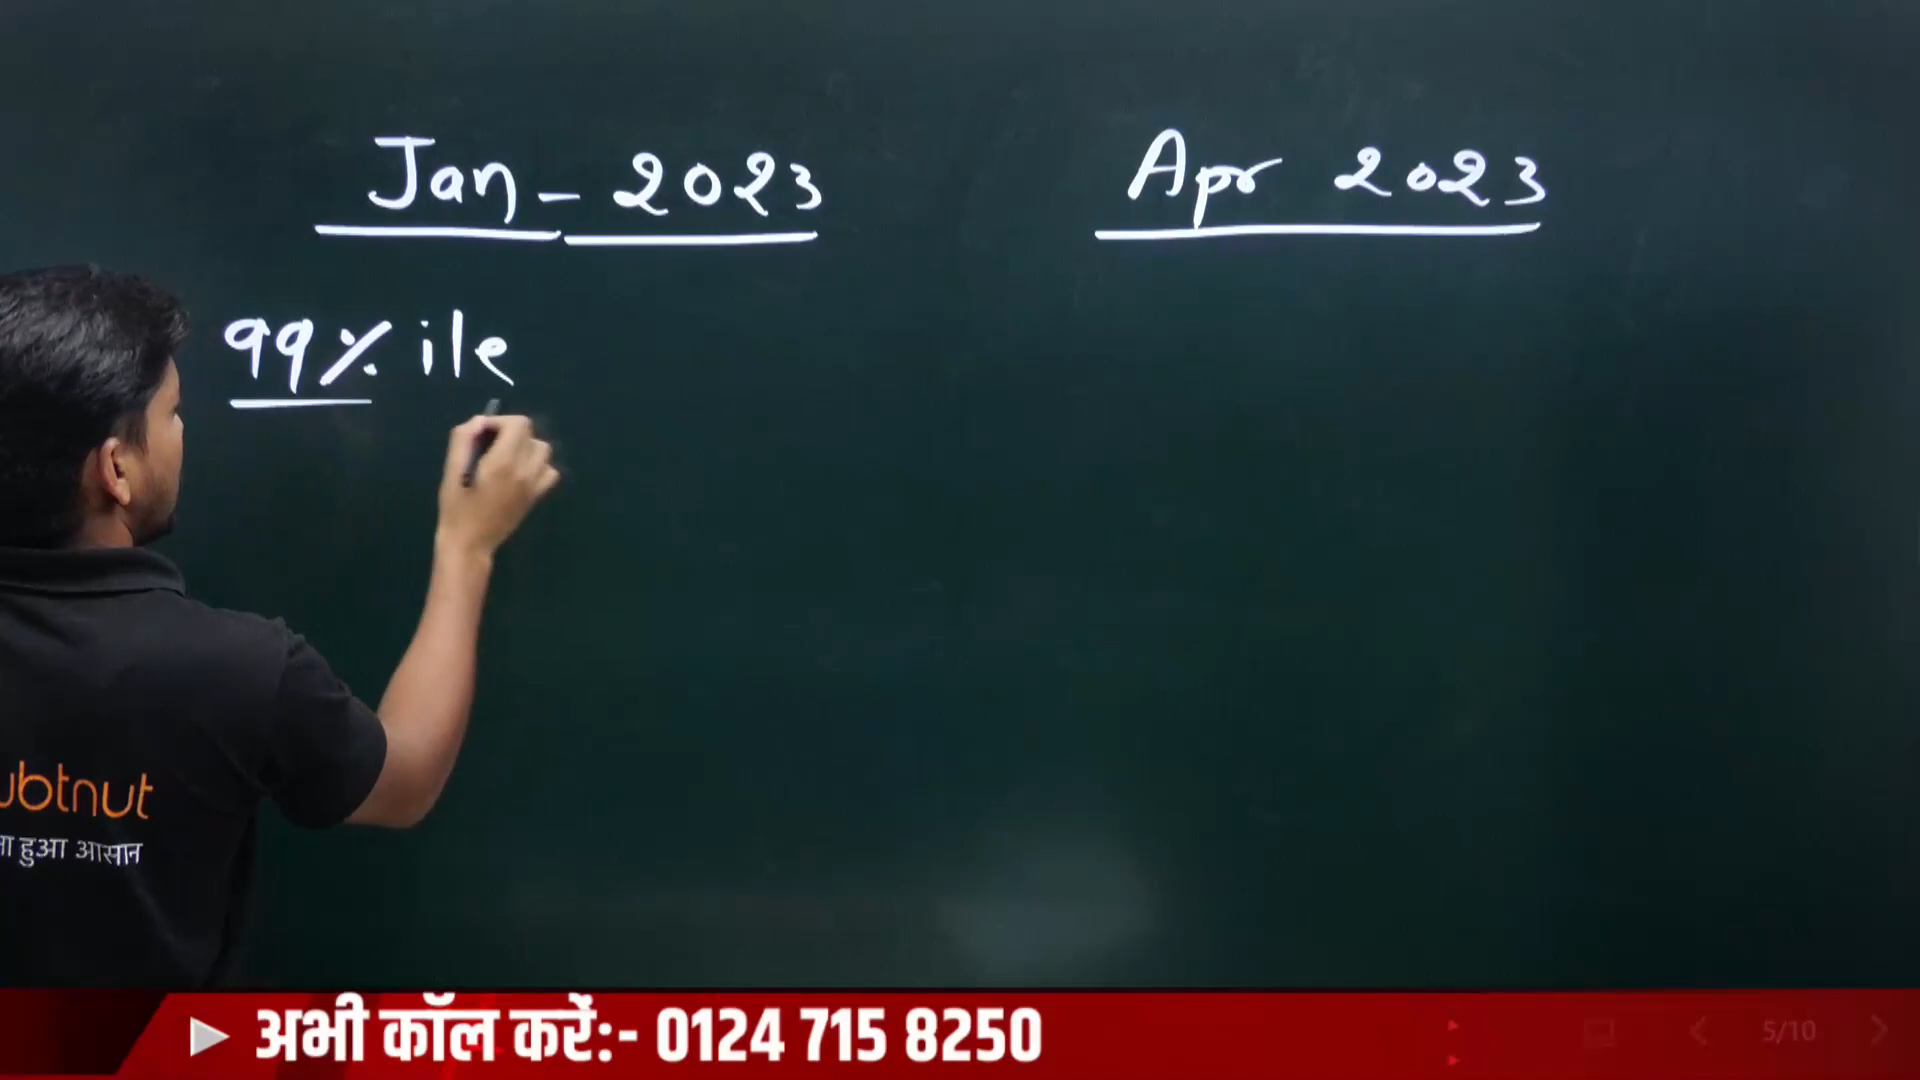 Jan - 2023
Apr 2023
99% ile
ubtnut
ना हुआ आसान
अभी कॉल करें:- 0124 715 8250
5/10